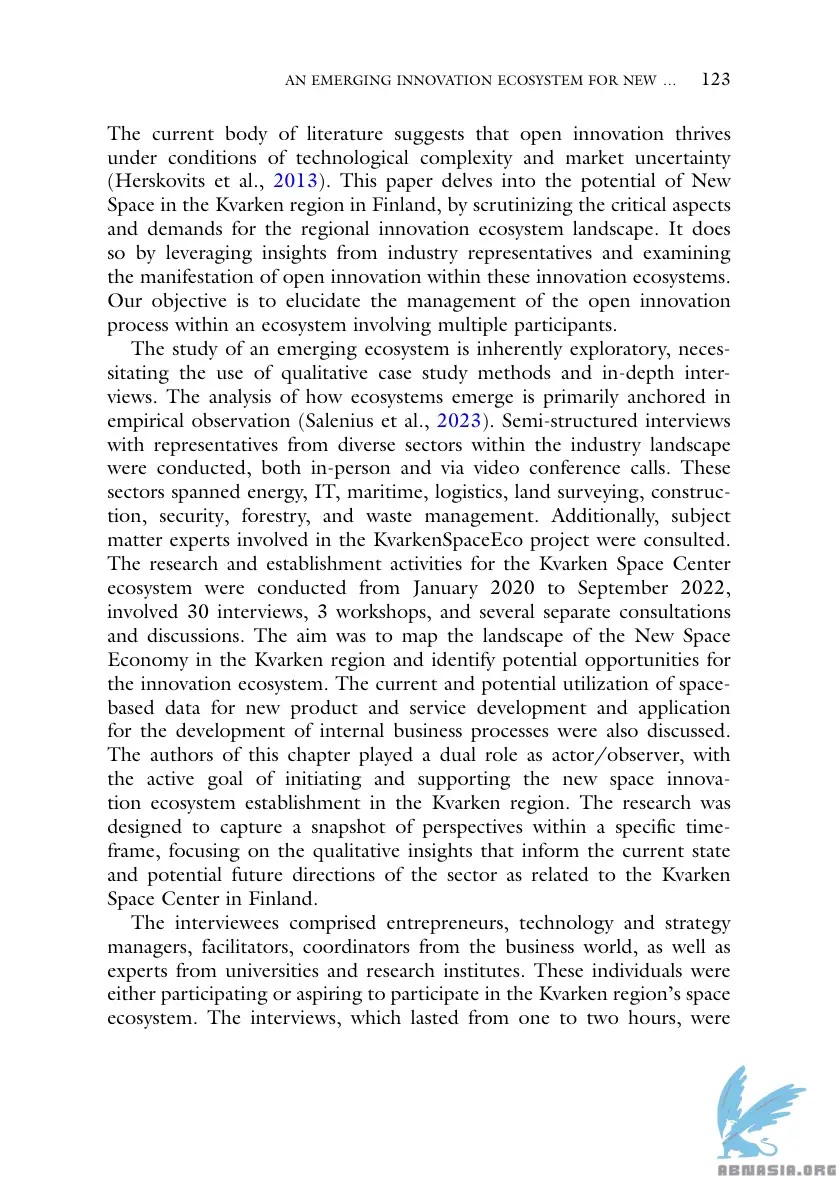 AN EMERGING INNOVATION ECOSYSTEM FOR NEW … 123
The current body of literature suggests that open innovation thrives
under conditions of technological complexity and market uncertainty
(Herskovits et al., 2013). This paper delves into the potential of New
Space in the Kvarken region in Finland, by scrutinizing the critical aspects
and demands for the regional innovation ecosystem landscape. It does
so by leveraging insights from industry representatives and examining
the manifestation of open innovation within these innovation ecosystems.
Our objective is to elucidate the management of the open innovation
process within an ecosystem involving multiple participants.
The study of an emerging ecosystem is inherently exploratory, neces-
sitating the use of qualitative case study methods and in-depth inter-
views. The analysis of how ecosystems emerge is primarily anchored in
empirical observation (Salenius et al., 2023). Semi-structured interviews
with representatives from diverse sectors within the industry landscape
were conducted, both in-person and via video conference calls. These
sectors spanned energy, IT, maritime, logistics, land surveying, construc-
tion, security, forestry, and waste management. Additionally, subject
matter experts involved in the KvarkenSpaceEco project were consulted.
The research and establishment activities for the Kvarken Space Center
ecosystem were conducted from January 2020 to September 2022,
involved 30 interviews, 3 workshops, and several separate consultations
and discussions. The aim was to map the landscape of the New Space
Economy in the Kvarken region and identify potential opportunities for
the innovation ecosystem. The current and potential utilization of space-
based data for new product and service development and application
for the development of internal business processes were also discussed.
The authors of this chapter played a dual role as actor/observer, with
the active goal of initiating and supporting the new space innova-
tion ecosystem establishment in the Kvarken region. The research was
designed to capture a snapshot of perspectives within a specific time-
frame, focusing on the qualitative insights that inform the current state
and potential future directions of the sector as related to the Kvarken
Space Center in Finland.
The interviewees comprised entrepreneurs, technology and strategy
managers, facilitators, coordinators from the business world, as well as
experts from universities and research institutes. These individuals were
either participating or aspiring to participate in the Kvarken region's space
ecosystem. The interviews, which lasted from one to two hours, were
ABNASIA.ORG